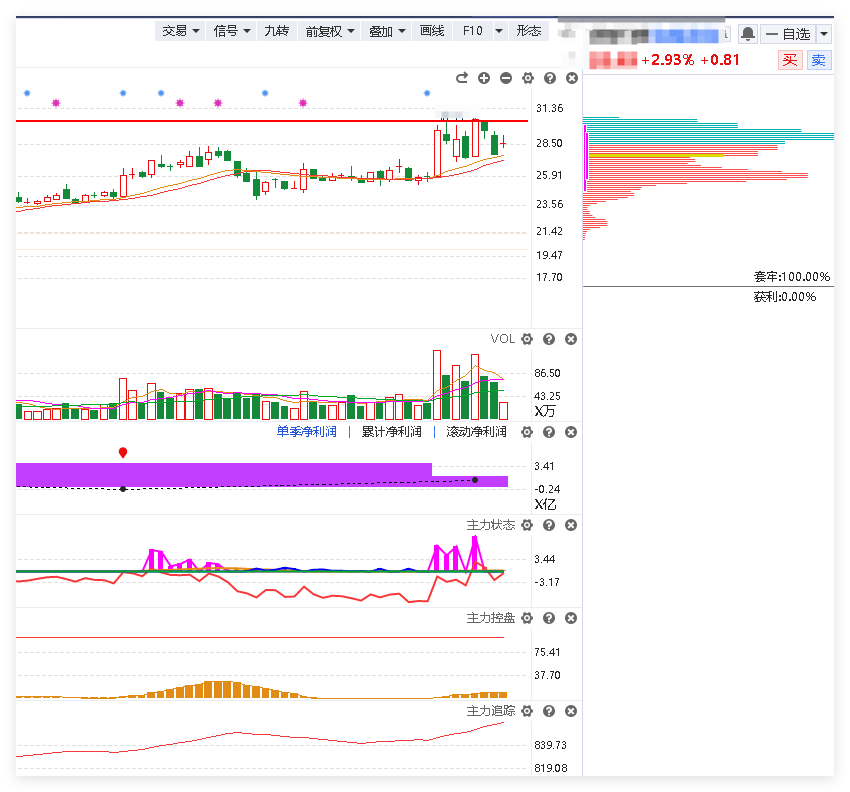 交易 信号 九转 前复权 叠加 画线 F10 形态
自选
+2.93% +0.81 买 卖
31.36
28.50
25.91
23.56
21.42
19.47
17.70
套牢:100.00%
获利:0.00%
VOL
86.50
43.25
X万
单季净利润 | 累计净利润 | 滚动净利润
3.41
-0.24
X亿
主力状态
3.44
-3.17
主力控盘
75.41
37.70
主力追踪
839.73
819.08